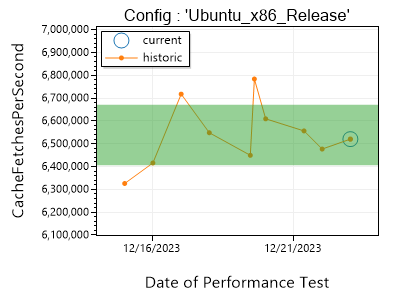 Config : 'Ubuntu_x86_Release'
7,000,000
6,900,000
6,800,000
6,700,000
6,600,000
6,500,000
6,400,000
6,300,000
6,200,000
6,100,000
CacheFetchesPerSecond
current
historic
12/16/2023
12/21/2023
Date of Performance Test